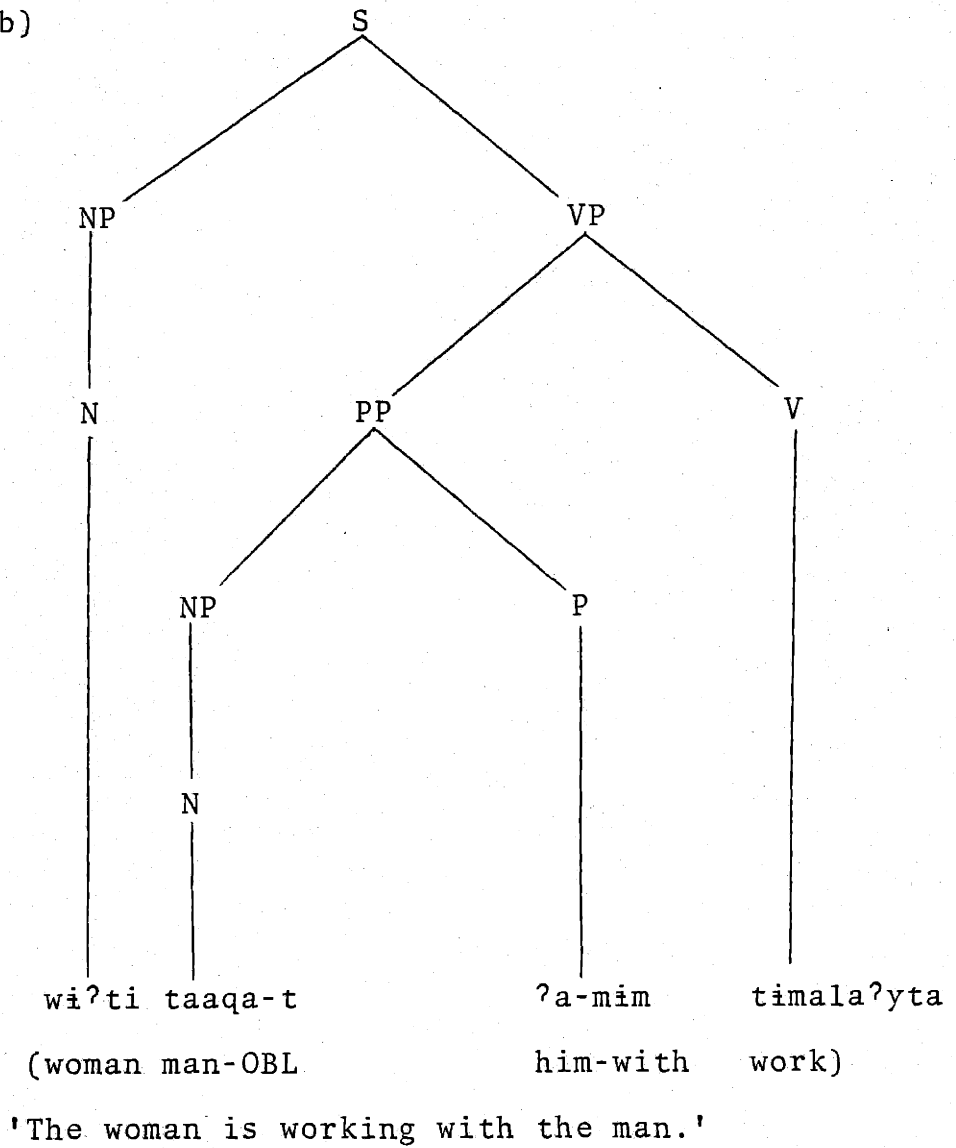 b)
S
NP VP
N PP V
NP P
N
wɨʔti taaqa-t ʔa-mɨm tɨmalaʔyta
(woman man-OBL him-with work)
'The woman is working with the man.'